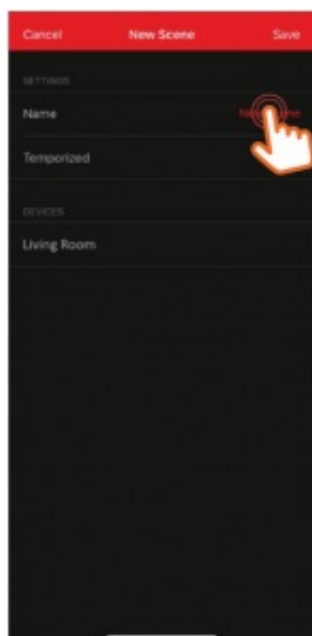 Cancel New Scene Save
SETTINGS
Name
Temporized
DEVICES
Living Room